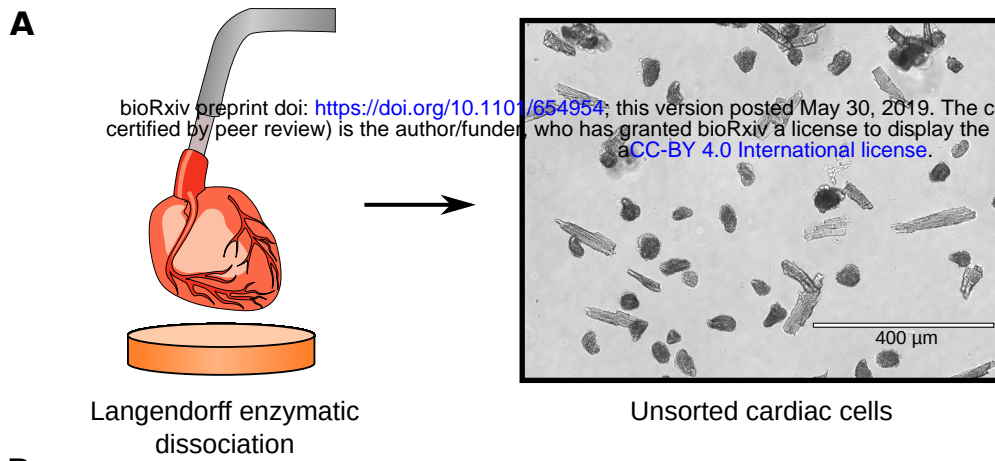 A
bioRxiv preprint doi: https://doi.org/10.1101/654954; this version posted May 30, 2019. The c
certified by peer review) is the author/funder, who has granted bioRxiv a license to display the
aCC-BY 4.0 International license.
400 µm
Langendorff enzymatic
dissociation
Unsorted cardiac cells